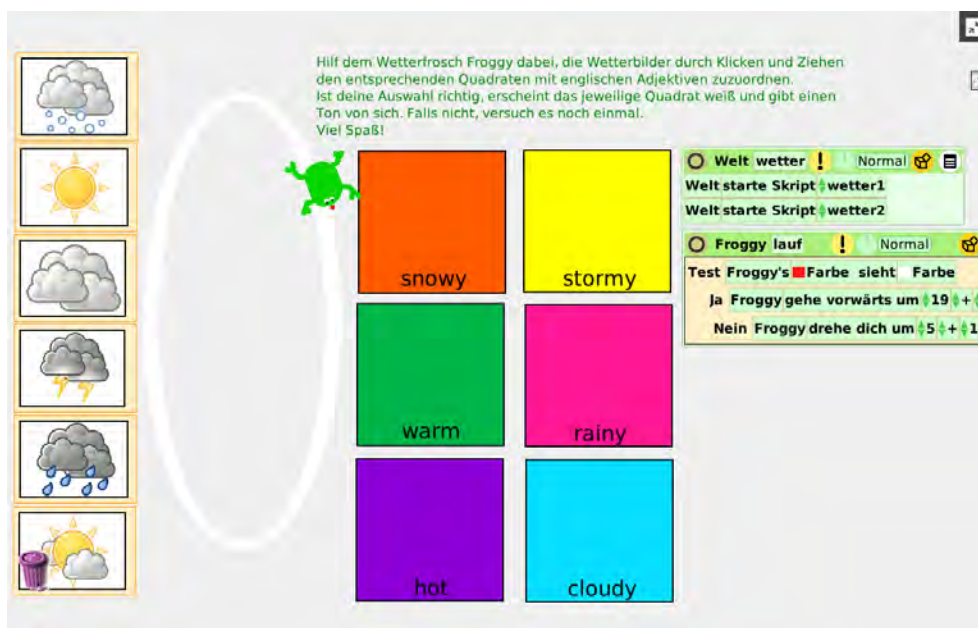 Hilf dem Wetterfrosch Froggy dabei, die Wetterbilder durch Klicken und Ziehen
den entsprechenden Quadraten mit englischen Adjektiven zuzuordnen.
Ist deine Auswahl richtig, erscheint das jeweilige Quadrat weiß und gibt einen
Ton von sich. Falls nicht, versuch es noch einmal.
Viel Spaß!
snowy
stormy
warm
rainy
hot
cloudy
Welt wetter ! Normal
Welt starte Skript wetter1
Welt starte Skript wetter2
Froggy lauf ! Normal
Test Froggy's Farbe sieht Farbe
Ja Froggy gehe vorwärts um 19 +
Nein Froggy drehe dich um 5 + 1